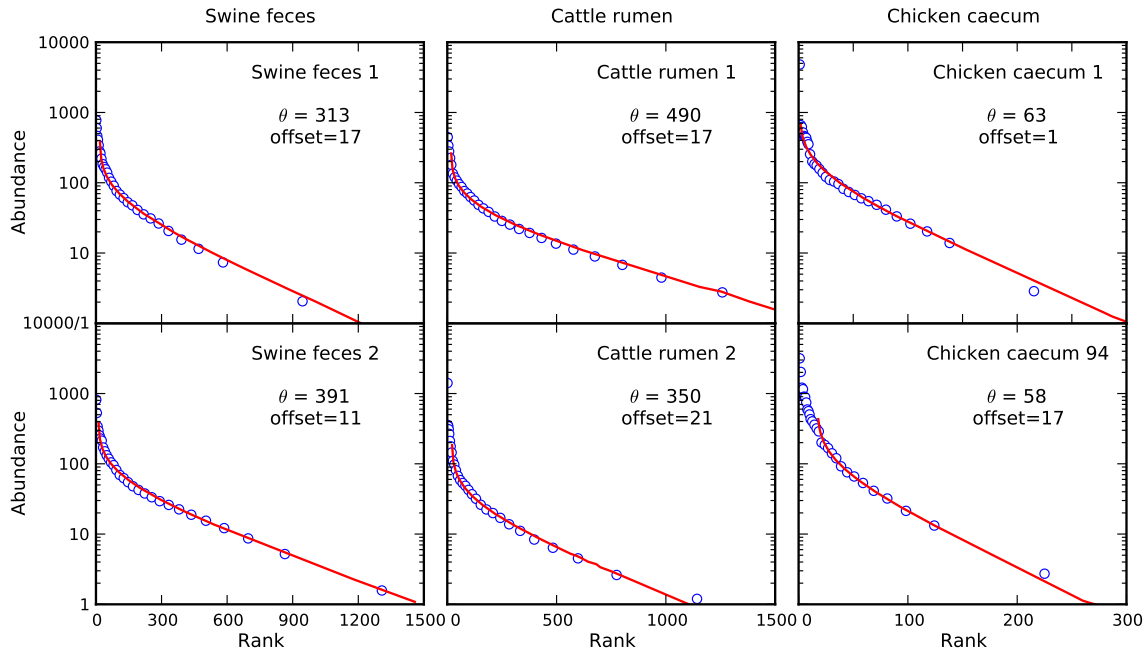 Swine feces
Cattle rumen
Chicken caecum
Abundance
10000
1000
100
10
10000/1
Swine feces 1
θ = 313
offset=17
Cattle rumen 1
θ = 490
offset=17
Chicken caecum 1
θ = 63
offset=1
Abundance
1000
100
10
1
Swine feces 2
θ = 391
offset=11
Cattle rumen 2
θ = 350
offset=21
Chicken caecum 94
θ = 58
offset=17
0 300 600 900 1200 1500
0 500 1000 1500
0 100 200 300
Rank
Rank
Rank